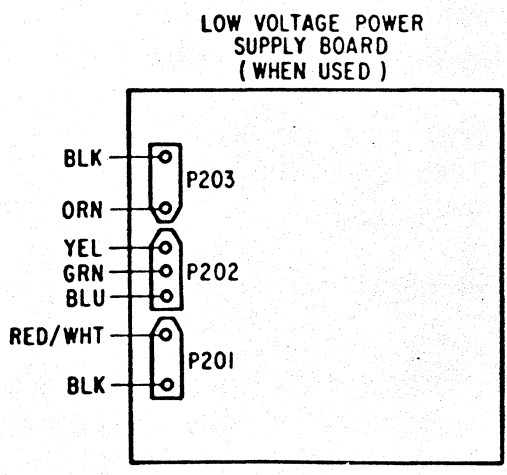 LOW VOLTAGE POWER
SUPPLY BOARD
(WHEN USED)
BLK
P203
ORN
YEL
GRN
P202
BLU
RED/WHT
P201
BLK